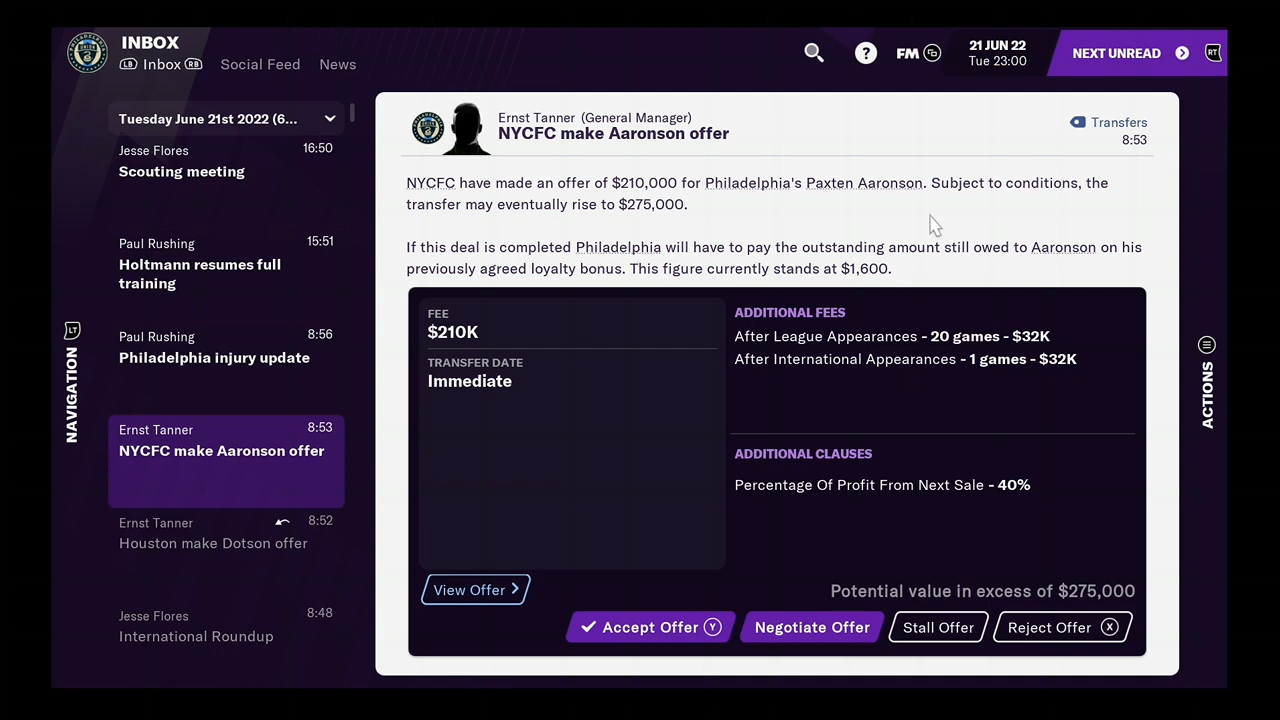 INBOX
LB Inbox RB Social Feed News
FM
21 JUN 22
Tue 23:00
NEXT UNREAD
RT
Tuesday June 21st 2022 (6...
Jesse Flores 16:50
Scouting meeting
Paul Rushing 15:51
Holtmann resumes full
training
Paul Rushing 8:56
Philadelphia injury update
Ernst Tanner 8:53
NYCFC make Aaronson offer
Ernst Tanner 8:52
Houston make Dotson offer
Jesse Flores 8:48
International Roundup
LT
NAVIGATION
Ernst Tanner (General Manager)
NYCFC make Aaronson offer
Transfers
8:53
NYCFC have made an offer of $210,000 for Philadelphia's Paxten Aaronson. Subject to conditions, the
transfer may eventually rise to $275,000.
If this deal is completed Philadelphia will have to pay the outstanding amount still owed to Aaronson on his
previously agreed loyalty bonus. This figure currently stands at $1,600.
FEE
$210K
TRANSFER DATE
Immediate
ADDITIONAL FEES
After League Appearances - 20 games - $32K
After International Appearances - 1 games - $32K
ADDITIONAL CLAUSES
Percentage Of Profit From Next Sale - 40%
View Offer
Potential value in excess of $275,000
Accept Offer Y
Negotiate Offer
Stall Offer
Reject Offer X
ACTIONS